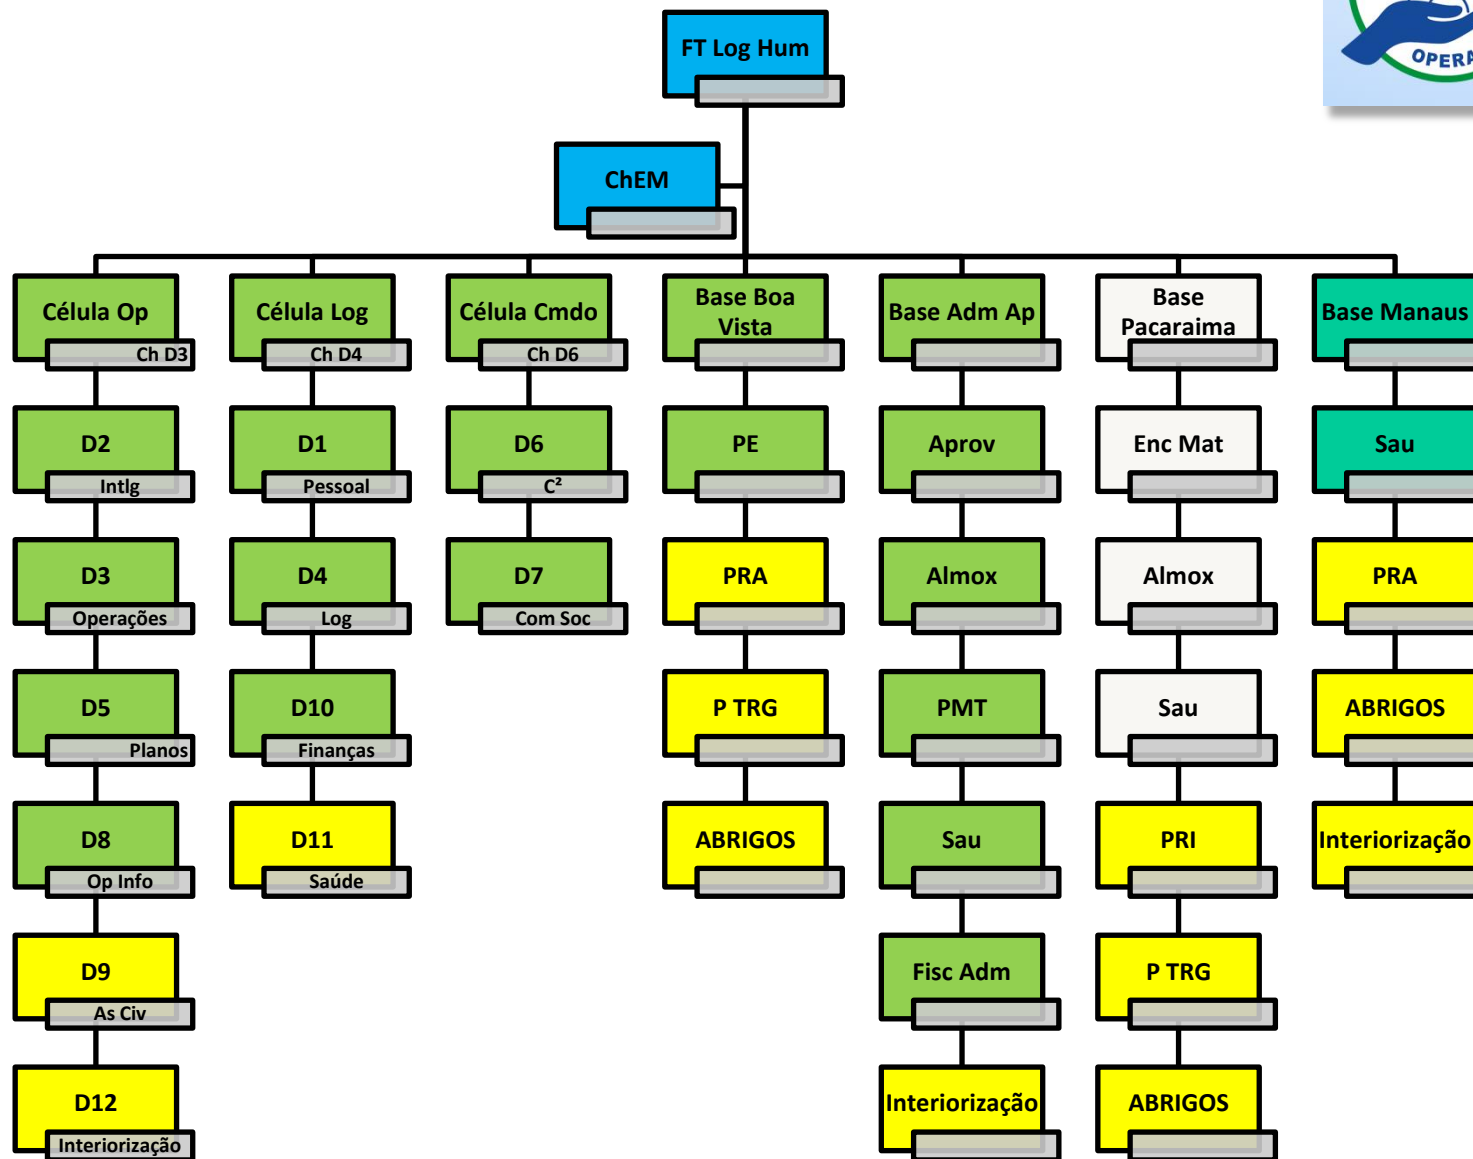 FT Log Hum
OPERA
ChEM
Célula Op
Ch D3
D2
Intlg
D3
Operações
D5
Planos
D8
Op Info
D9
As Civ
D12
Interiorização
Célula Log
Ch D4
D1
Pessoal
D4
Log
D10
Finanças
D11
Saúde
Célula Cmdo
Ch D6
D6
C²
D7
Com Soc
Base Boa
Vista
PE
PRA
P TRG
ABRIGOS
Base Adm Ap
Aprov
Almox
PMT
Sau
Fisc Adm
Interiorização
Base
Pacaraima
Enc Mat
Almox
Sau
PRI
P TRG
ABRIGOS
Base Manaus
Sau
PRA
ABRIGOS
Interiorização